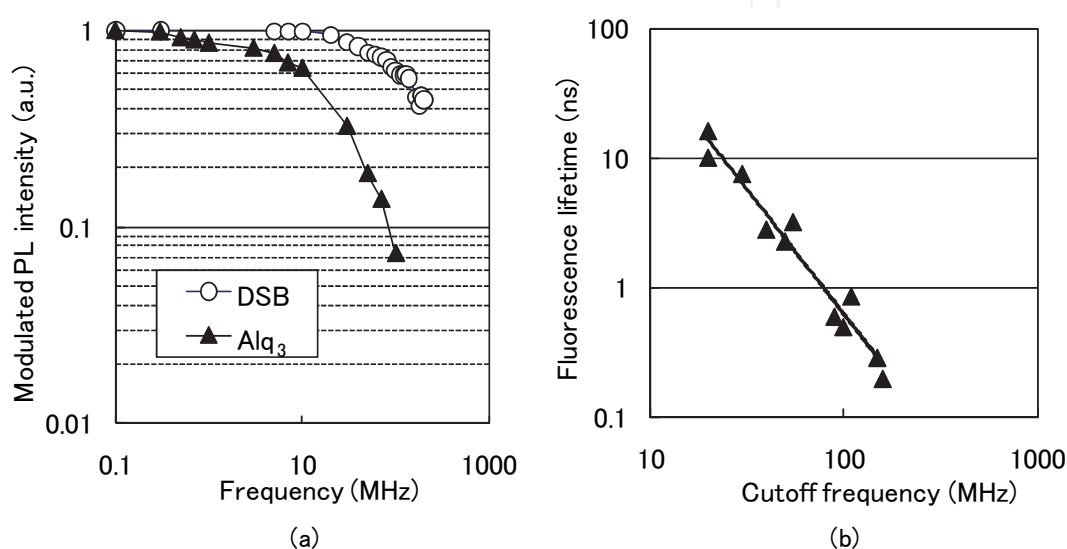 1
0.1
0.01
Modulated PL intensity (a.u.)
DSB
Alq3
0.1
10
1000
Frequency (MHz)
(a)
100
10
1
0.1
Fluorescence lifetime (ns)
10
100
1000
Cutoff frequency (MHz)
(b)